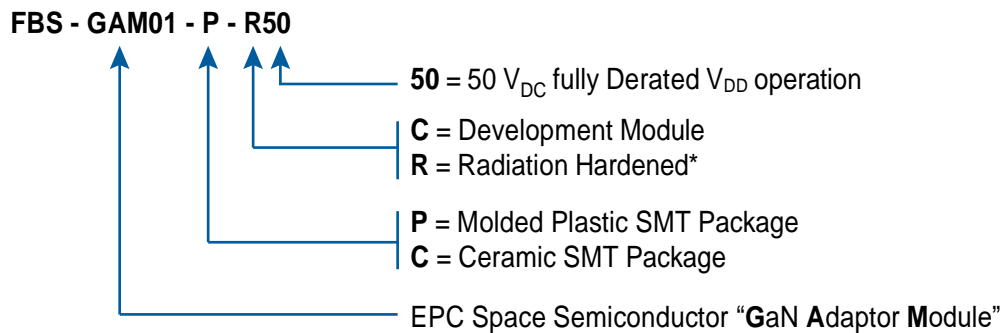 FBS - GAM01 - P - R50
50 = 50 VDC fully Derated VDD operation
C = Development Module
R = Radiation Hardened*
P = Molded Plastic SMT Package
C = Ceramic SMT Package
EPC Space Semiconductor “GaN Adaptor Module”